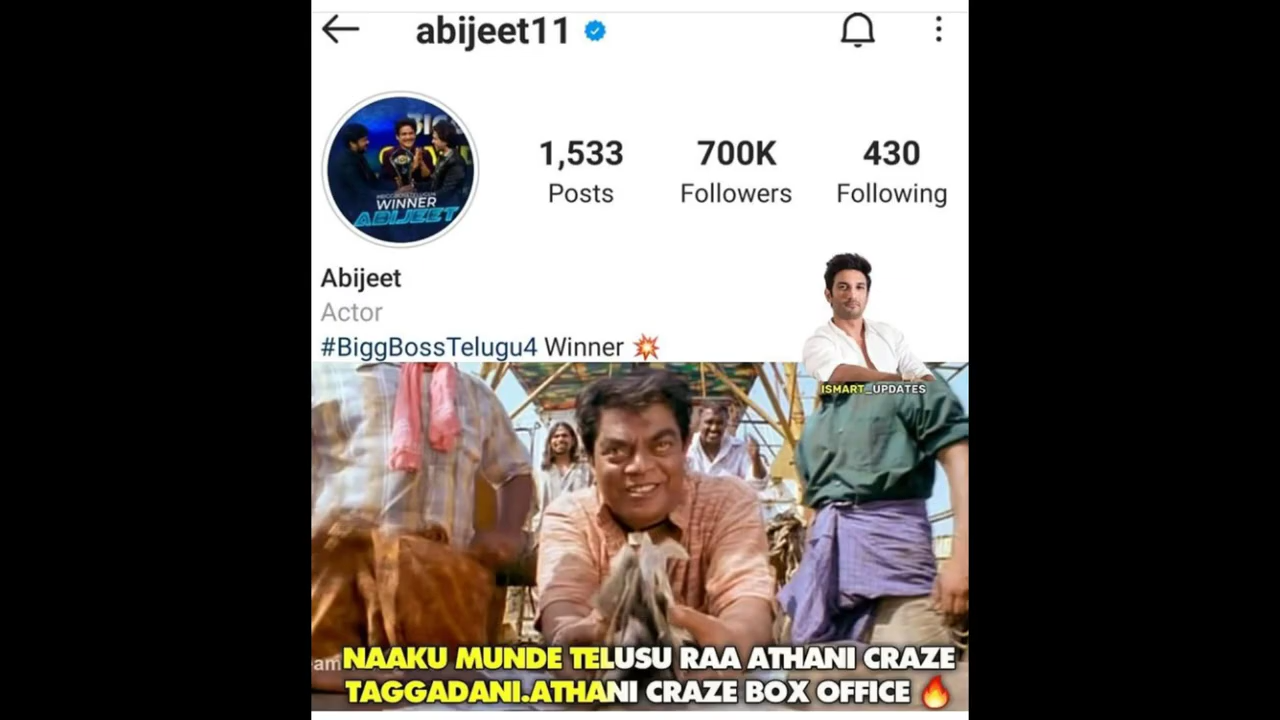 abijeet11
1,533 700K 430
Posts Followers Following
WINNER
ABIJEET
Abijeet
Actor
#BiggBossTelugu4 Winner 💥
ISMART_UPDATES
NAAKU MUNDE TELUSU RAA ATHANI CRAZE
TAGGADANI.ATHANI CRAZE BOX OFFICE 🔥